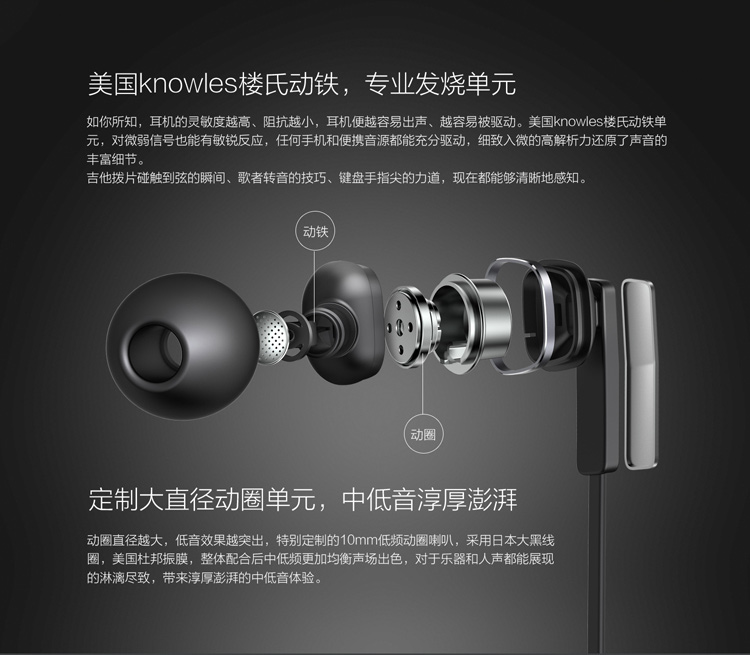 美国knowles楼氏动铁，专业发烧单元
如你所知，耳机的灵敏度越高、阻抗越小，耳机便越容易出声、越容易被驱动。美国knowles楼氏动铁单
元，对微弱信号也能有敏锐反应，任何手机和便携音源都能充分驱动，细致入微的高解析力还原了声音的
丰富细节。
吉他拨片碰触到弦的瞬间、歌者转音的技巧、键盘手指尖的力道，现在都能够清晰地感知。
动铁
动圈
定制大直径动圈单元，中低音淳厚澎湃
动圈直径越大，低音效果越突出，特别定制的10mm低频动圈喇叭，采用日本大黑线
圈，美国杜邦振膜，整体配合后中低频更加均衡声场出色，对于乐器和人声都能展现
的淋漓尽致，带来淳厚澎湃的中低音体验。